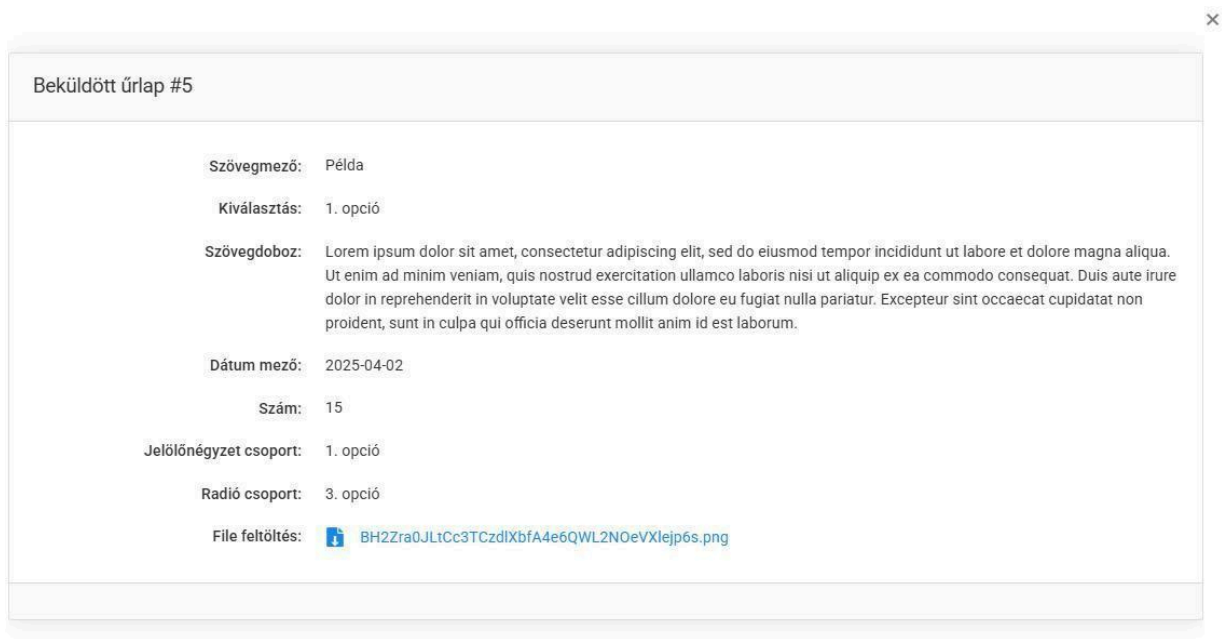 Beküldött űrlap #5
Szövegmező: Példa
Kiválasztás: 1. opció
Szövegdoboz: Lorem ipsum dolor sit amet, consectetur adipiscing elit, sed do eiusmod tempor incididunt ut labore et dolore magna aliqua.
Ut enim ad minim veniam, quis nostrud exercitation ullamco laboris nisi ut aliquip ex ea commodo consequat. Duis aute irure
dolor in reprehenderit in voluptate velit esse cillum dolore eu fugiat nulla pariatur. Excepteur sint occaecat cupidatat non
proident, sunt in culpa qui officia deserunt mollit anim id est laborum.
Dátum mező: 2025-04-02
Szám: 15
Jelölőnégyzet csoport: 1. opció
Radió csoport: 3. opció
File feltöltés: BH2Zra0JLtCc3TCzdlXbfA4e6QWL2NOeVXlejp6s.png